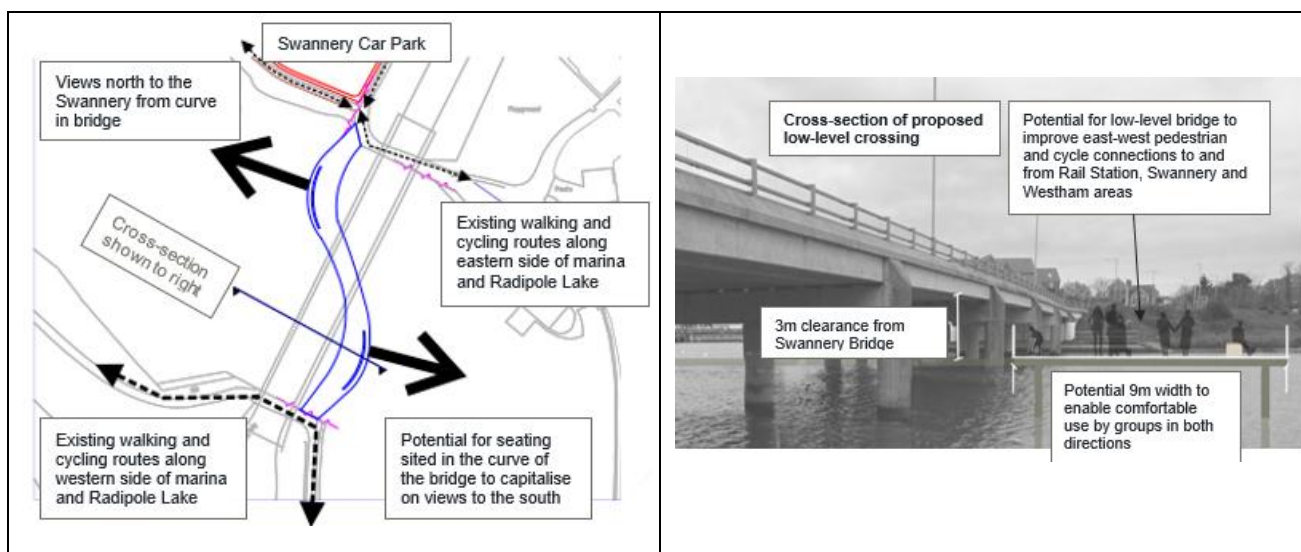 Swannery Car Park
Views north to the
Swannery from curve
in bridge
Cross-section
shown to right
Existing walking and
cycling routes along
eastern side of marina
and Radipole Lake
Existing walking and
cycling routes along
western side of marina
and Radipole Lake
Potential for seating
sited in the curve of
the bridge to capitalise
on views to the south
Cross-section of proposed
low-level crossing
Potential for low-level bridge to
improve east-west pedestrian
and cycle connections to and
from Rail Station, Swannery and
Westham areas
3m clearance from
Swannery Bridge
Potential 9m width to
enable comfortable
use by groups in both
directions